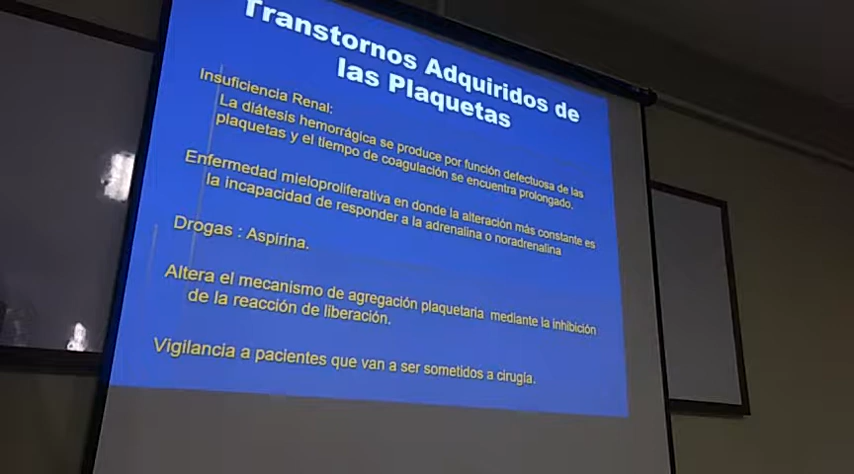 Transtornos Adquiridos de
las Plaquetas
Insuficiencia Renal:
La diátesis hemorrágica se produce por función defectuosa de las
plaquetas y el tiempo de coagulación se encuentra prolongado.
Enfermedad mieloproliferativa en donde la alteración más constante es
la incapacidad de responder a la adrenalina o noradrenalina
Drogas : Aspirina.
Altera el mecanismo de agregación plaquetaria mediante la inhibición
de la reacción de liberación.
Vigilancia a pacientes que van a ser sometidos a cirugía.